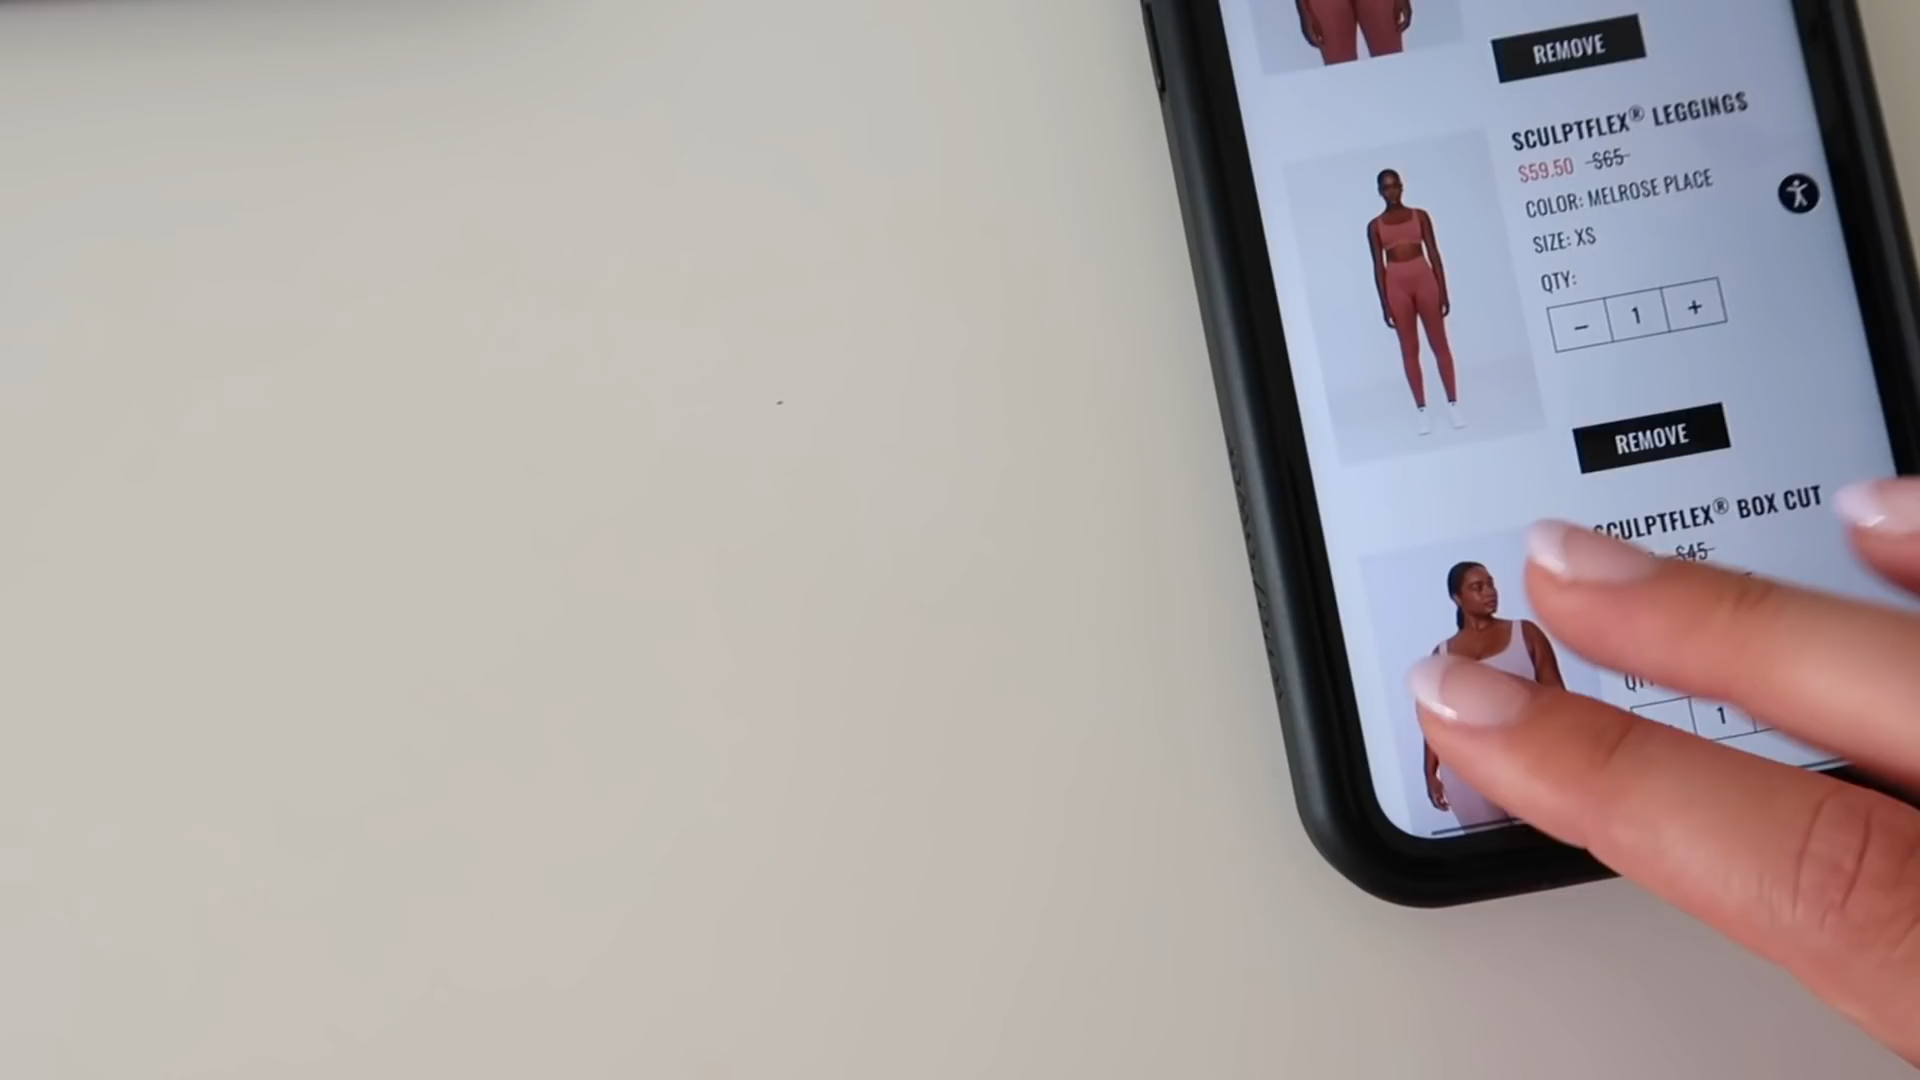 REMOVE
SCULPTFLEX® LEGGINGS
$59.50 $65
COLOR: MELROSE PLACE
SIZE: XS
QTY:
– 1 +
REMOVE
SCULPTFLEX® BOX CUT
$45
1